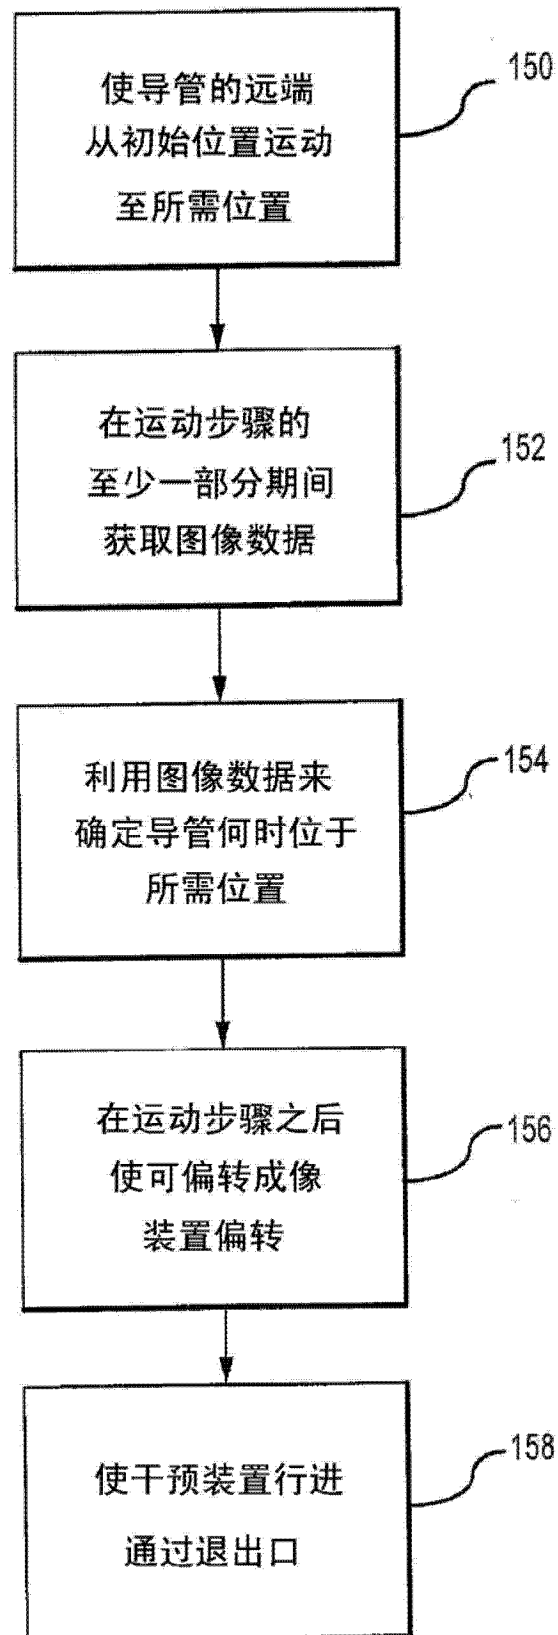 使导管的远端
从初始位置运动
至所需位置
150
在运动步骤的
至少一部分期间
获取图像数据
152
利用图像数据来
确定导管何时位于
所需位置
154
在运动步骤之后
使可偏转成像
装置偏转
156
使干预装置行进
通过退出口
158